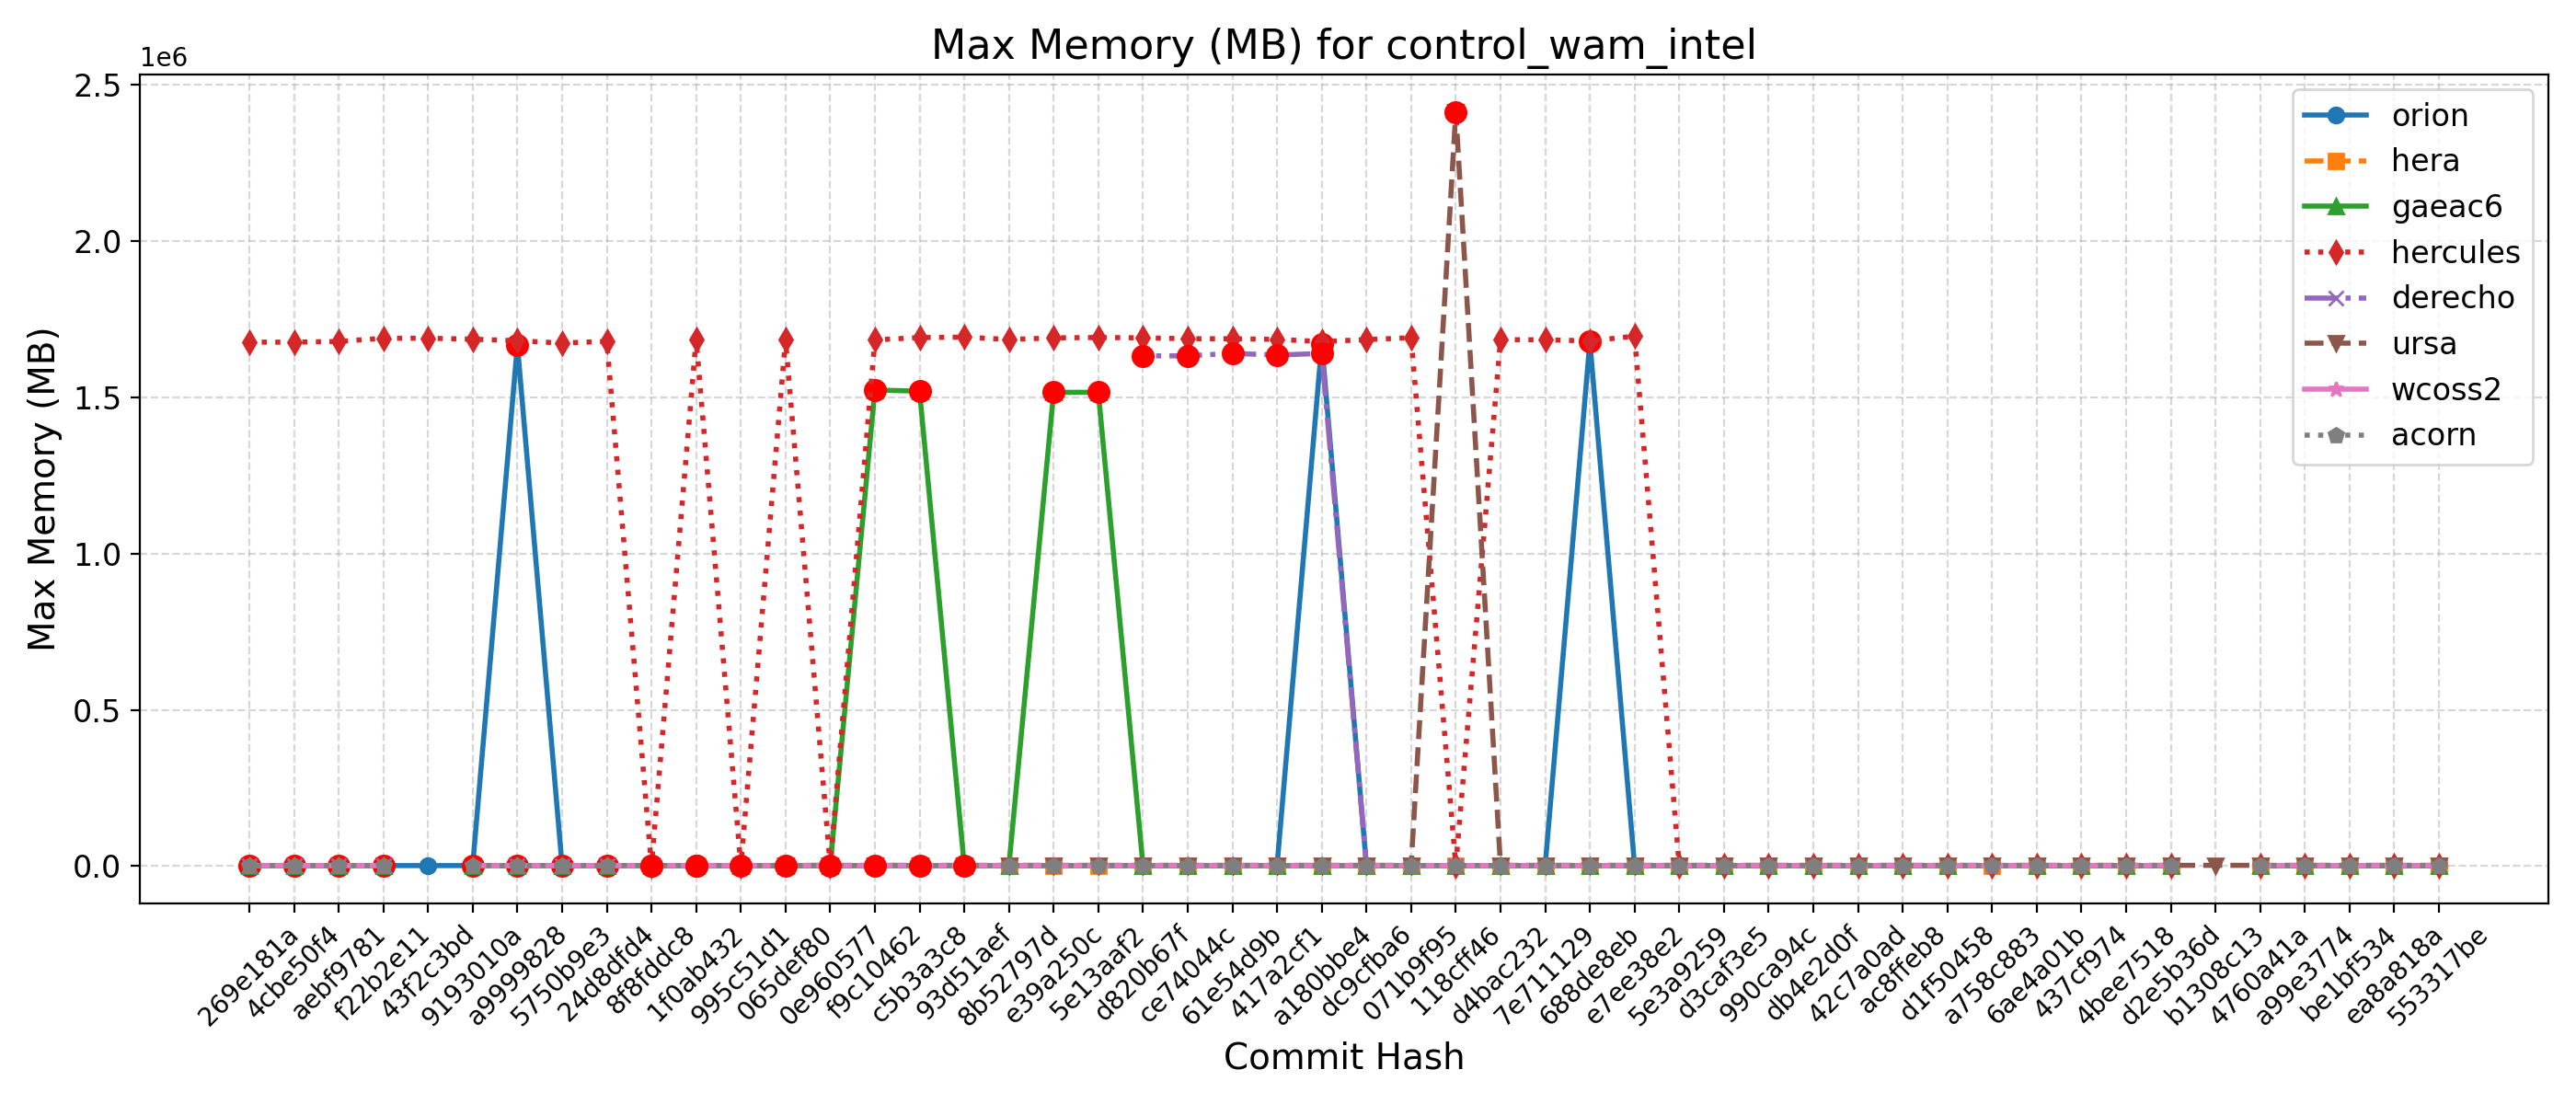 Max Memory (MB) for control_wam_intel
1e6
2.5
2.0
1.5
1.0
0.5
0.0
Max Memory (MB)
orion
hera
gaeac6
hercules
derecho
ursa
wcoss2
acorn
269e181a
4cbe50f4
aebf9781
f22b2e11
43f2c3bd
9193010a
a9999828
5750b9e3
24d8dfd4
8f8fddc8
1f0ab432
995c51d1
065def80
0e960577
f9c10462
c5b3a3c8
93d51aef
8b52797d
e39a250c
5e13aaf2
d820b67f
ce74044c
61e54d9b
417a2cf1
a180bbe4
dc9cfba6
071b9f95
118cff46
d4bac232
7e711129
688de8eb
e7ee38e2
5e3a9259
d3caf3e5
990ca94c
db4e2d0f
42c7a0ad
ac8ffeb8
d1f50458
a758c883
6ae4a01b
437cf974
4bee7518
d2e5b36d
b1308c13
4760a41a
a99e3774
be1bf534
ea8a818a
553317be
Commit Hash